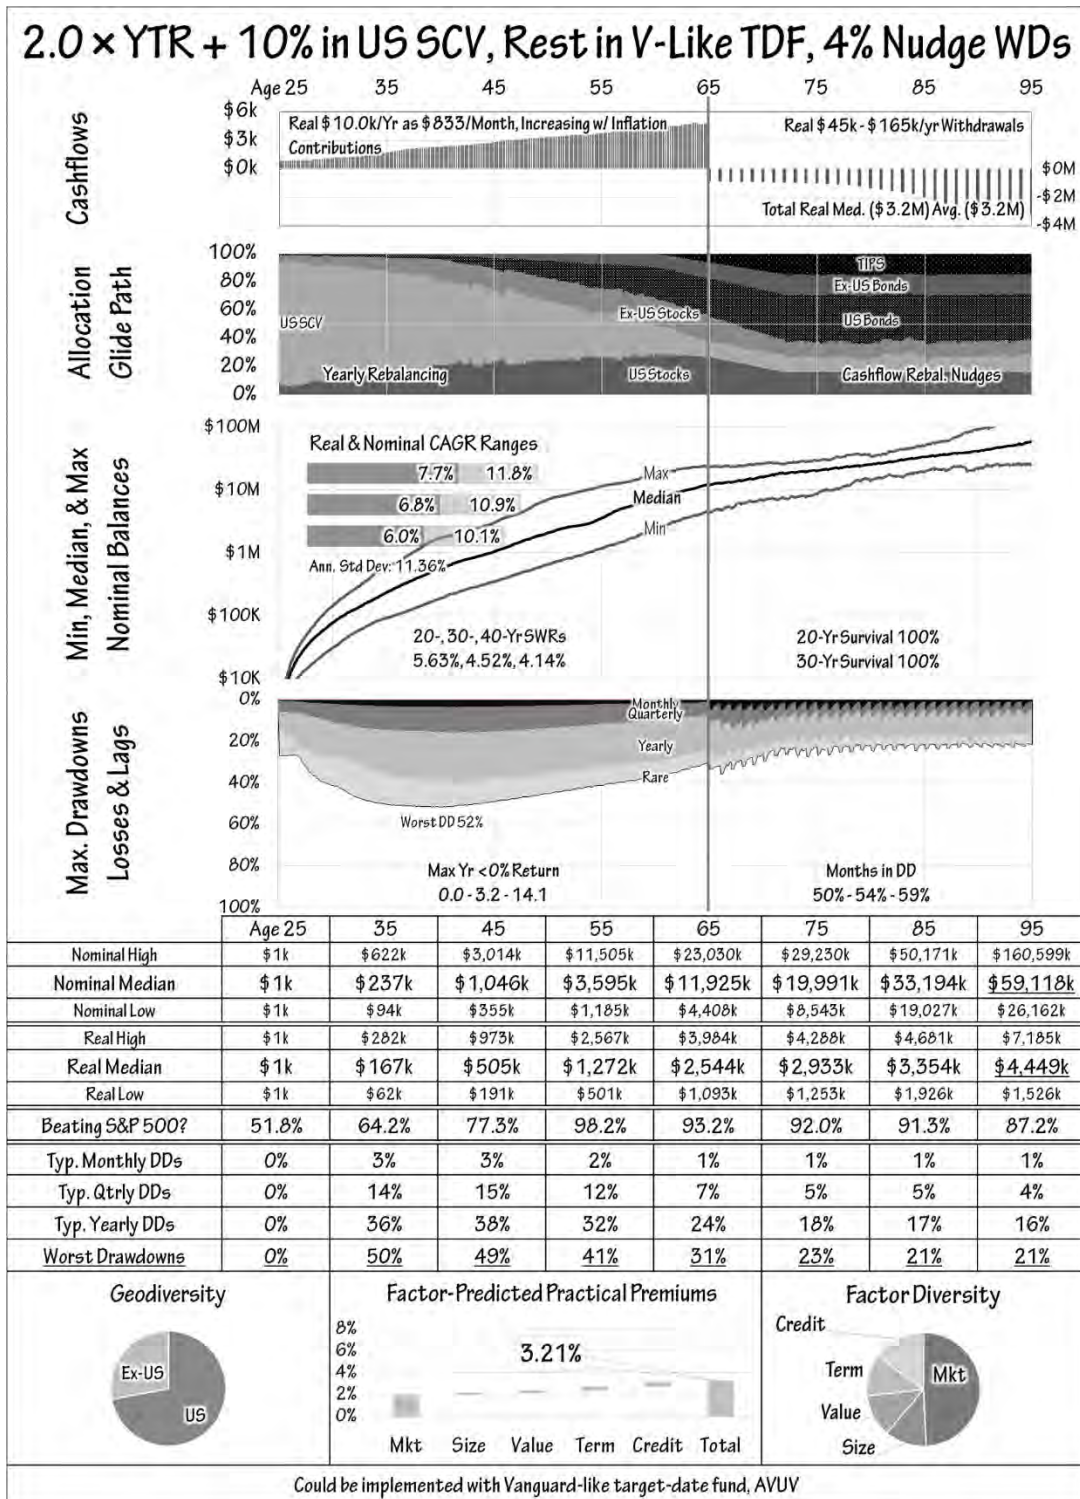 2.0 × YTR + 10% in US SCV, Rest in V-Like TDF, 4% Nudge WDs
Age 25 35 45 55 65 75 85 95
Cashflows
$6k
$3k
$0k
Real $10.0k/Yr as $833/Month, Increasing w/ Inflation
Contributions
Real $45k - $165k/yr Withdrawals
$0M
-$2M
-$4M
Total Real Med. ($3.2M) Avg. ($3.2M)
Allocation
Glide Path
100%
80%
60%
40%
20%
0%
US SCV
Yearly Rebalancing
Ex-US Stocks
US Stocks
TIPS
Ex-US Bonds
US Bonds
Cashflow Rebal. Nudges
Min, Median, & Max
Nominal Balances
$100M
$10M
$1M
$100K
$10K
Real & Nominal CAGR Ranges
7.7% 11.8%
6.8% 10.9%
6.0% 10.1%
Ann. Std Dev: 11.36%
Max
Median
Min
20-, 30-, 40-Yr SWRs
5.63%, 4.52%, 4.14%
20-Yr Survival 100%
30-Yr Survival 100%
Max. Drawdowns
Losses & Lags
0%
20%
40%
60%
80%
100%
Monthly
Quarterly
Yearly
Rare
Worst DD 52%
Max Yr <0% Return
0.0 - 3.2 - 14.1
Months in DD
50% - 54% - 59%
Age 25 35 45 55 65 75 85 95
Nominal High $1k $622k $3,014k $11,505k $23,030k $29,230k $50,171k $160,599k
Nominal Median $1k $237k $1,046k $3,595k $11,925k $19,991k $33,194k $59,118k
Nominal Low $1k $94k $355k $1,185k $4,408k $8,543k $19,027k $26,162k
Real High $1k $282k $973k $2,567k $3,984k $4,288k $4,681k $7,185k
Real Median $1k $167k $505k $1,272k $2,544k $2,933k $3,354k $4,449k
Real Low $1k $62k $191k $501k $1,093k $1,253k $1,926k $1,526k
Beating S&P 500? 51.8% 64.2% 77.3% 98.2% 93.2% 92.0% 91.3% 87.2%
Typ. Monthly DDs 0% 3% 3% 2% 1% 1% 1% 1%
Typ. Qtrly DDs 0% 14% 15% 12% 7% 5% 5% 4%
Typ. Yearly DDs 0% 36% 38% 32% 24% 18% 17% 16%
Worst Drawdowns 0% 50% 49% 41% 31% 23% 21% 21%
Geodiversity
Ex-US
US
Factor-Predicted Practical Premiums
8%
6%
4%
2%
0%
3.21%
Mkt Size Value Term Credit Total
Factor Diversity
Credit
Term
Value
Size
Mkt
Could be implemented with Vanguard-like target-date fund, AVUV